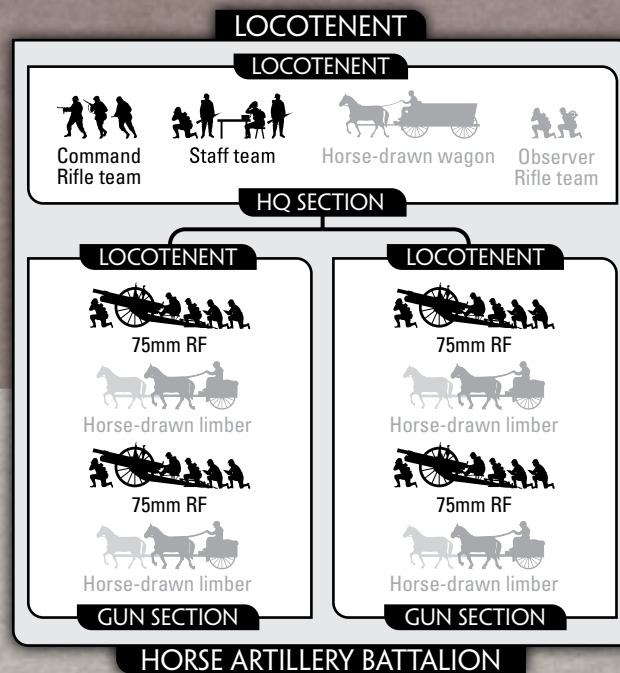 LOCOTENENT
LOCOTENENT
Command
Rifle team
Staff team
Horse-drawn wagon
Observer
Rifle team
HQ SECTION
LOCOTENENT
75mm RF
Horse-drawn limber
75mm RF
Horse-drawn limber
GUN SECTION
LOCOTENENT
75mm RF
Horse-drawn limber
75mm RF
Horse-drawn limber
GUN SECTION
HORSE ARTILLERY BATTALION